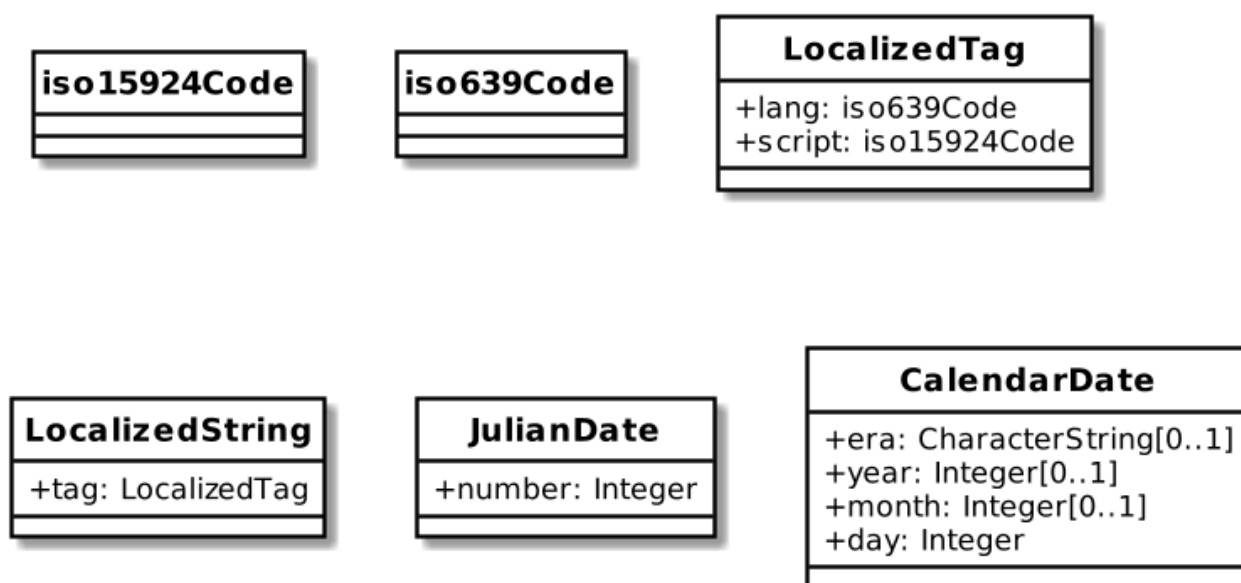 iso15924Code
iso639Code
LocalizedTag
+lang: iso639Code
+script: iso15924Code
LocalizedString
+tag: LocalizedTag
JulianDate
+number: Integer
CalendarDate
+era: CharacterString[0..1]
+year: Integer[0..1]
+month: Integer[0..1]
+day: Integer